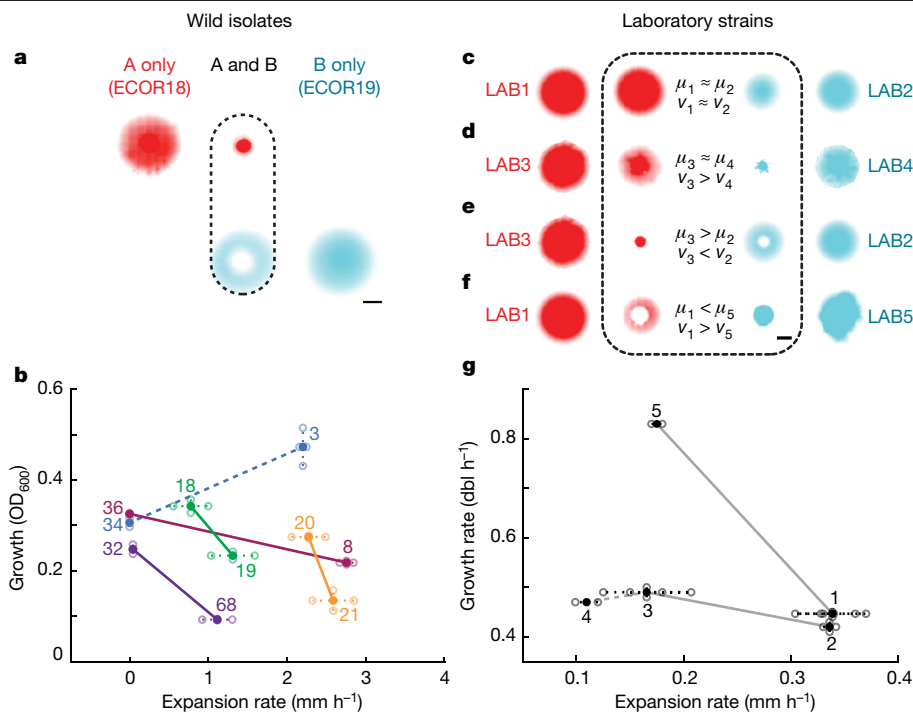 Wild isolates
Laboratory strains
a
A only
(ECOR18)
A and B
B only
(ECOR19)
c
LAB1
μ1 ≈ μ2
v1 ≈ v2
LAB2
d
LAB3
μ3 ≈ μ4
v3 > v4
LAB4
e
LAB3
μ3 > μ2
v3 < v2
LAB2
f
LAB1
μ1 < μ5
v1 > v5
LAB5
b
Growth (OD600)
0.6
0.4
0.2
0
0 1 2 3 4
Expansion rate (mm h−1)
3
18
36
34
20
32
19
8
21
68
g
Growth rate (dbl h−1)
0.8
0.6
0.4
0.1 0.2 0.3 0.4
Expansion rate (mm h−1)
5
1
4
3
2